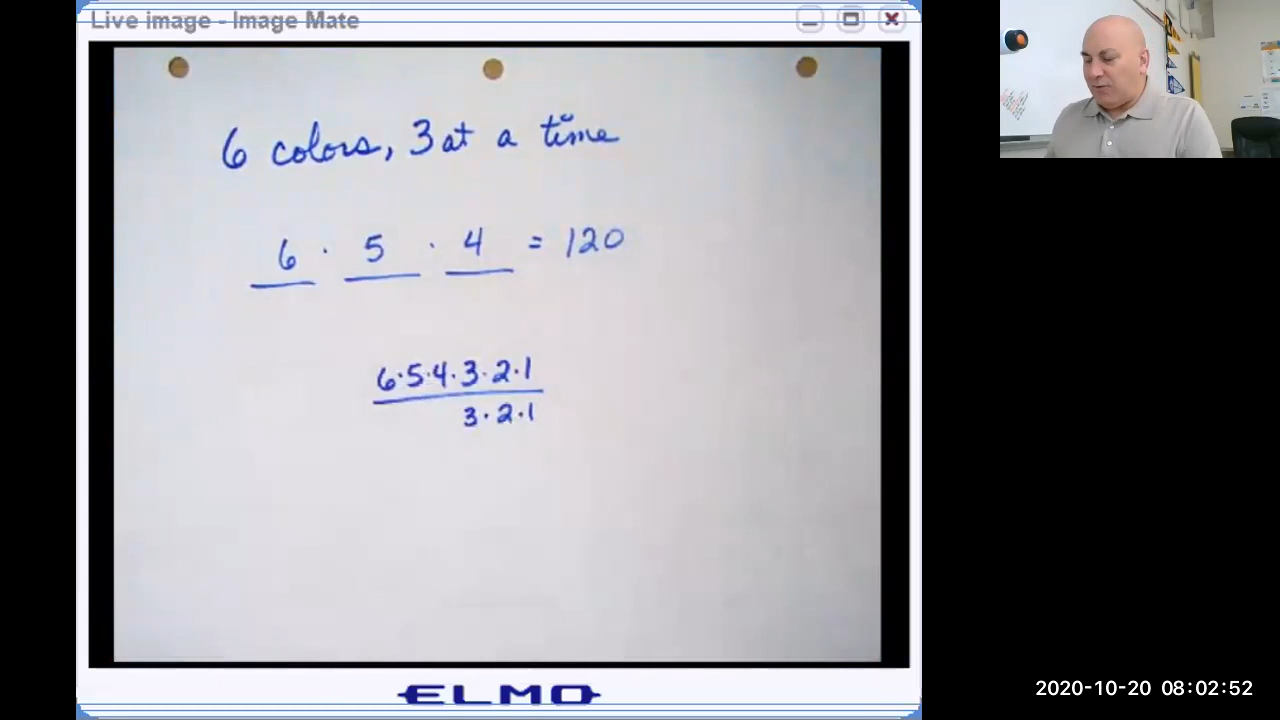 Live image - Image Mate
6 colors, 3 at a time
6 · 5 · 4 = 120
6·5·4·3·2·1
3·2·1
ELMO
2020-10-20 08:02:52